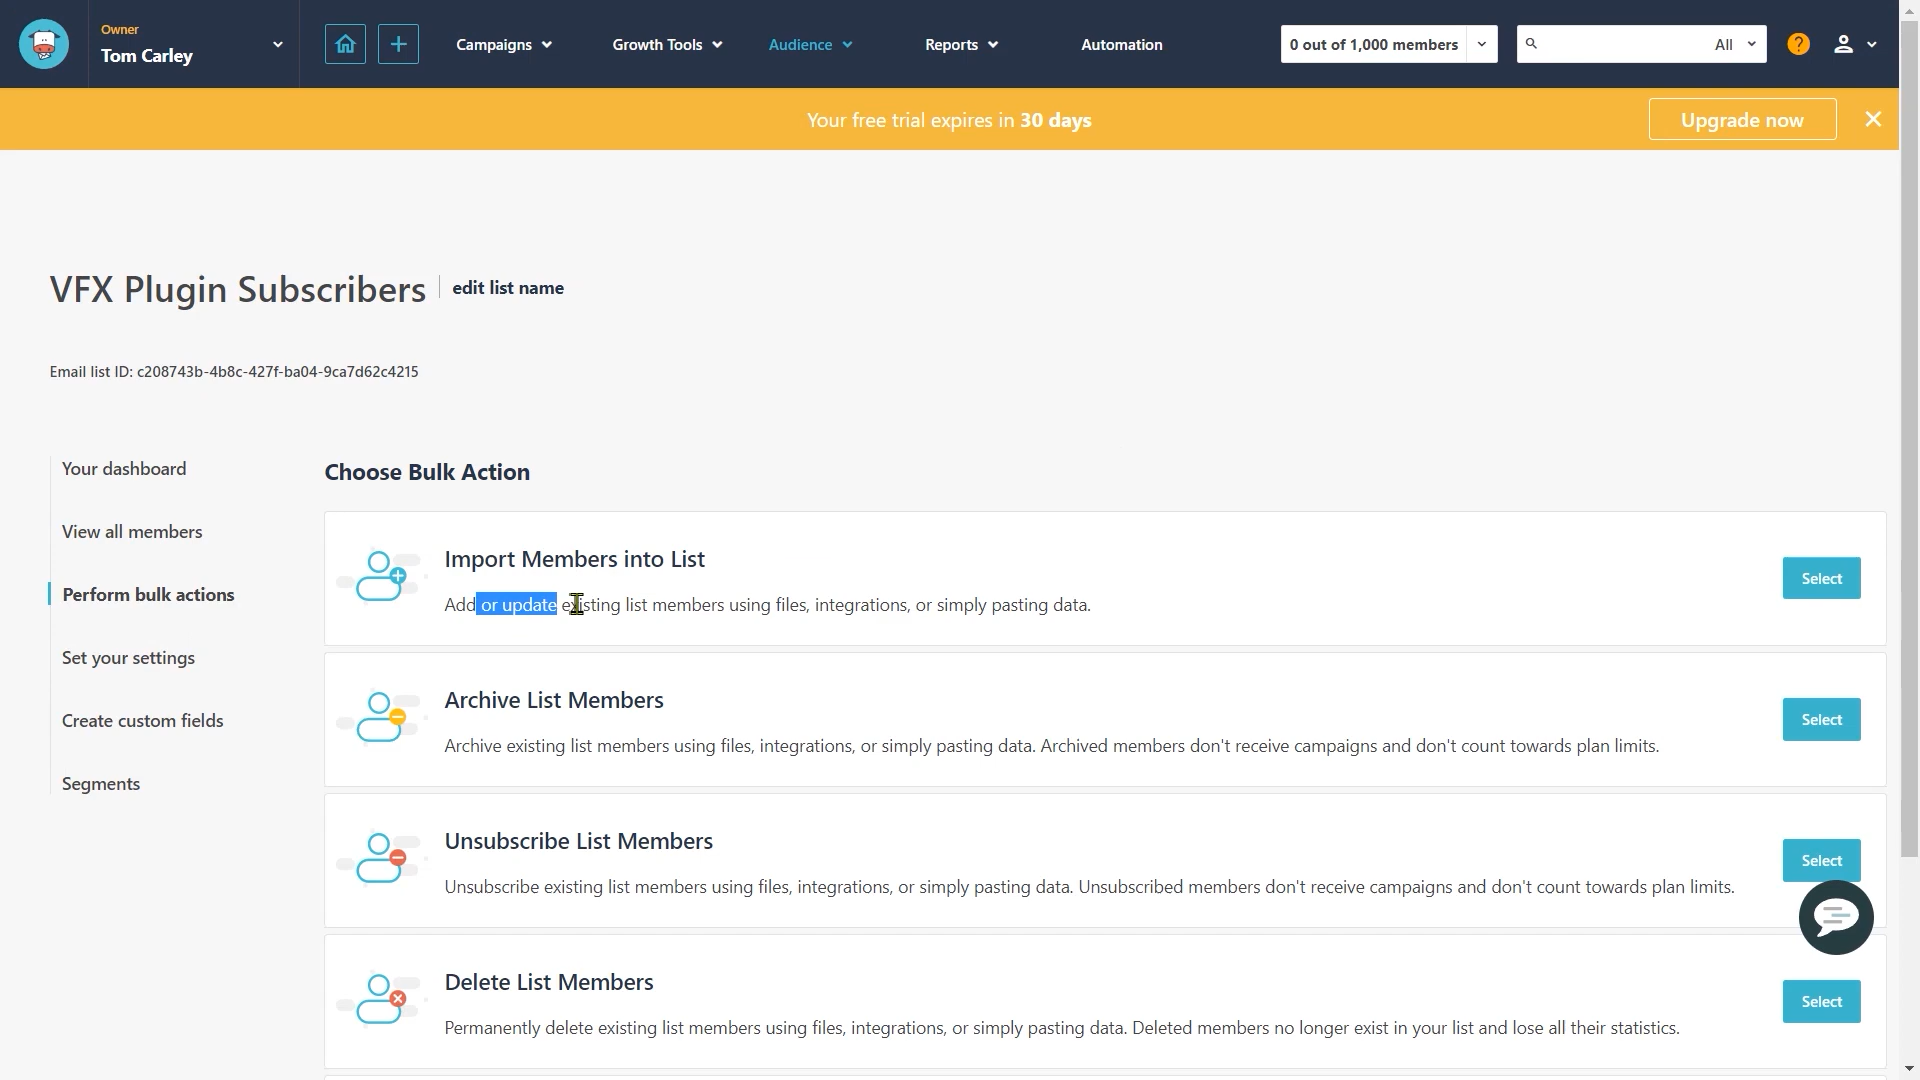 Owner
Tom Carley
Campaigns
Growth Tools
Audience
Reports
Automation
0 out of 1,000 members
All
?
Your free trial expires in 30 days
Upgrade now
VFX Plugin Subscribers
edit list name
Email list ID: c208743b-4b8c-427f-ba04-9ca7d62c4215
Your dashboard
View all members
Perform bulk actions
Set your settings
Create custom fields
Segments
Choose Bulk Action
Import Members into List
Add or update existing list members using files, integrations, or simply pasting data.
Select
Archive List Members
Archive existing list members using files, integrations, or simply pasting data. Archived members don't receive campaigns and don't count towards plan limits.
Select
Unsubscribe List Members
Unsubscribe existing list members using files, integrations, or simply pasting data. Unsubscribed members don't receive campaigns and don't count towards plan limits.
Select
Delete List Members
Permanently delete existing list members using files, integrations, or simply pasting data. Deleted members no longer exist in your list and lose all their statistics.
Select